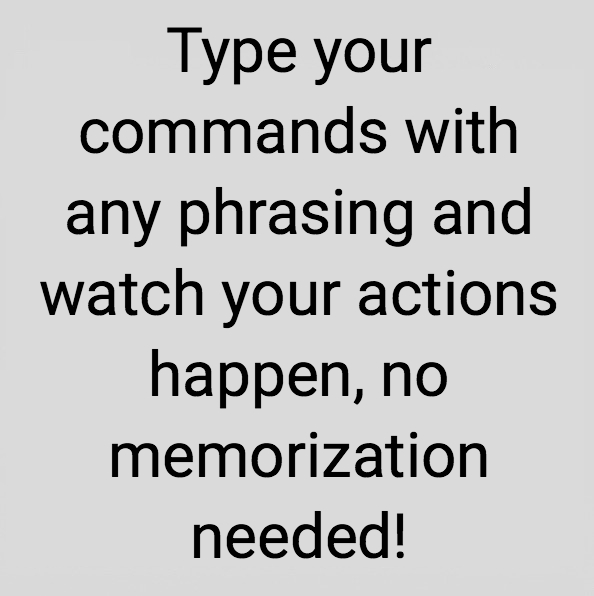 Type your
commands with
any phrasing and
watch your actions
happen, no
memorization
needed!